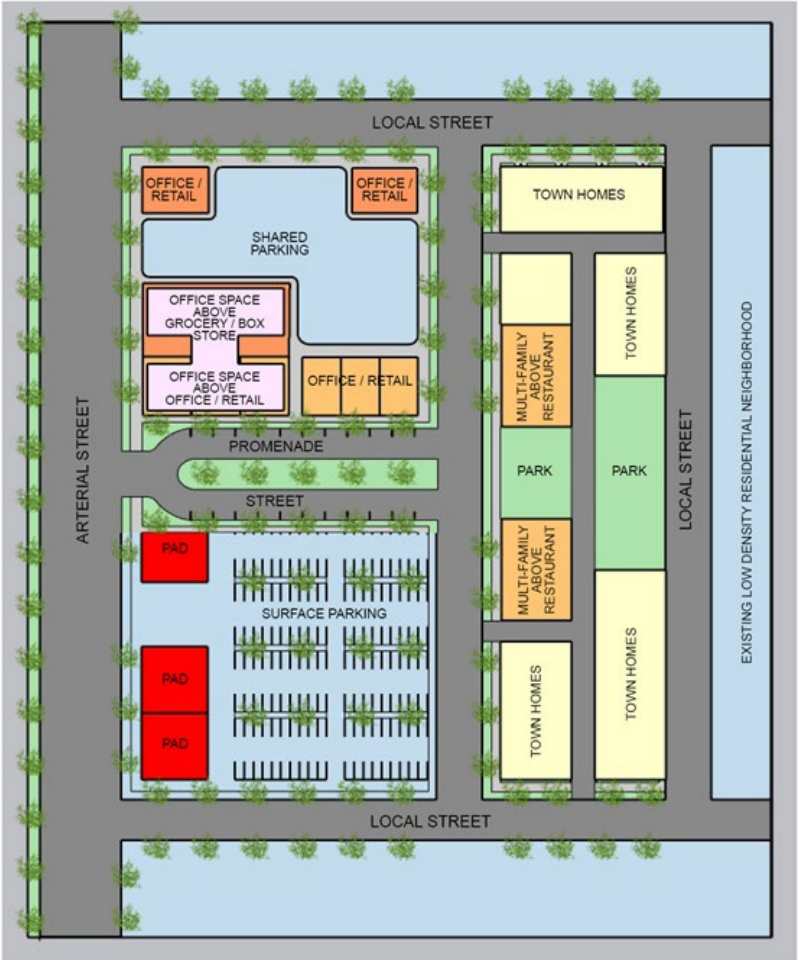 LOCAL STREET
OFFICE /
RETAIL
OFFICE /
RETAIL
TOWN HOMES
SHARED
PARKING
OFFICE SPACE
ABOVE
GROCERY / BOX
STORE
TOWN HOMES
MULTI-FAMILY
ABOVE
RESTAURANT
OFFICE SPACE
ABOVE
OFFICE / RETAIL
OFFICE / RETAIL
ARTERIAL STREET
PROMENADE
STREET
PARK
PARK
LOCAL STREET
EXISTING LOW DENSITY RESIDENTIAL NEIGHBORHOOD
PAD
SURFACE PARKING
MULTI-FAMILY
ABOVE
RESTAURANT
PAD
PAD
TOWN HOMES
TOWN HOMES
LOCAL STREET